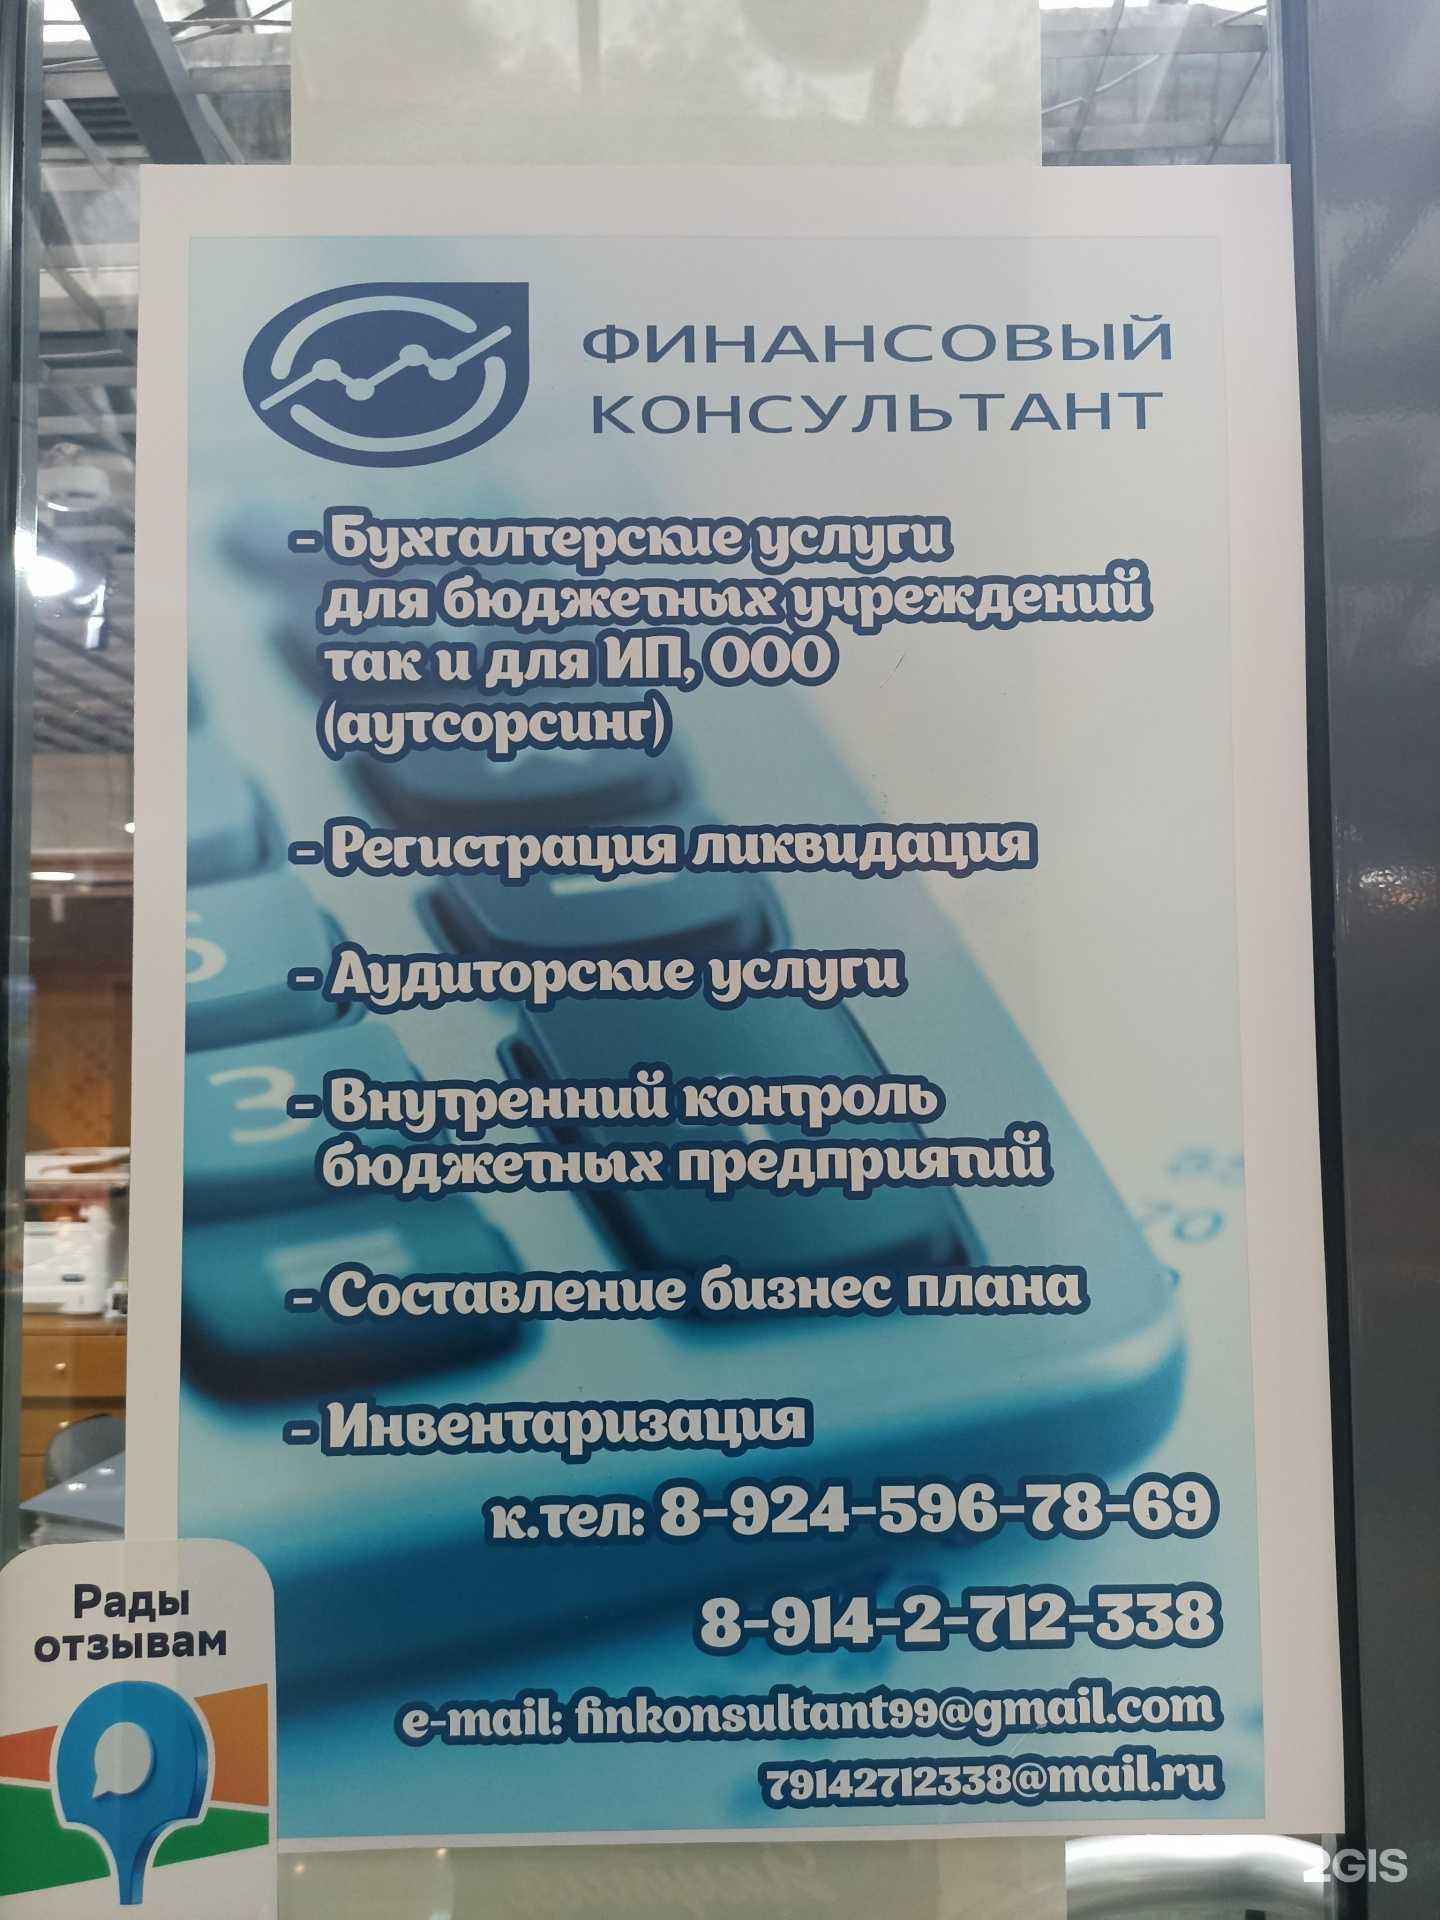 ФИНАНСОВЫЙ
КОНСУЛЬТАНТ
- Бухгалтерские услуги
для бюджетных учреждений
так и для ИП, ООО
(аутсорсинг)
- Регистрация ликвидация
- Аудиторские услуги
3
- Внутренний контроль
бюджетных предприятий
- Составление бизнес плана
- Инвентаризация
к.тел: 8-924-596-78-69
8-914-2-712-338
e-mail: finkonsultant99@gmail.com
79142712338@mail.ru
Рады
отзывам
2GIS